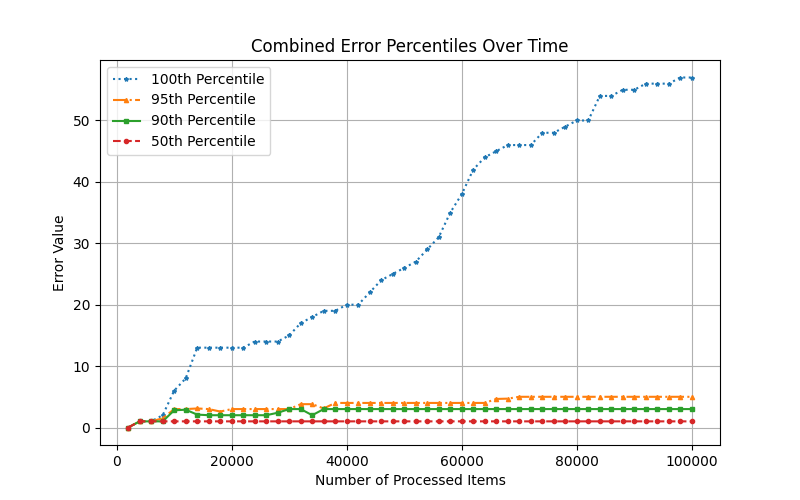 Combined Error Percentiles Over Time
100th Percentile
95th Percentile
90th Percentile
50th Percentile
Error Value
50
40
30
20
10
0
0 20000 40000 60000 80000 100000
Number of Processed Items